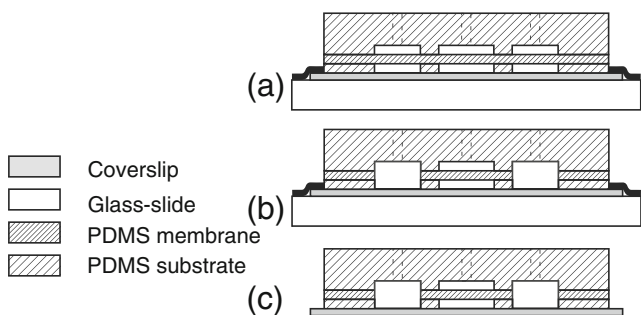 (a)
(b)
(c)
Coverslip
Glass-slide
PDMS membrane
PDMS substrate